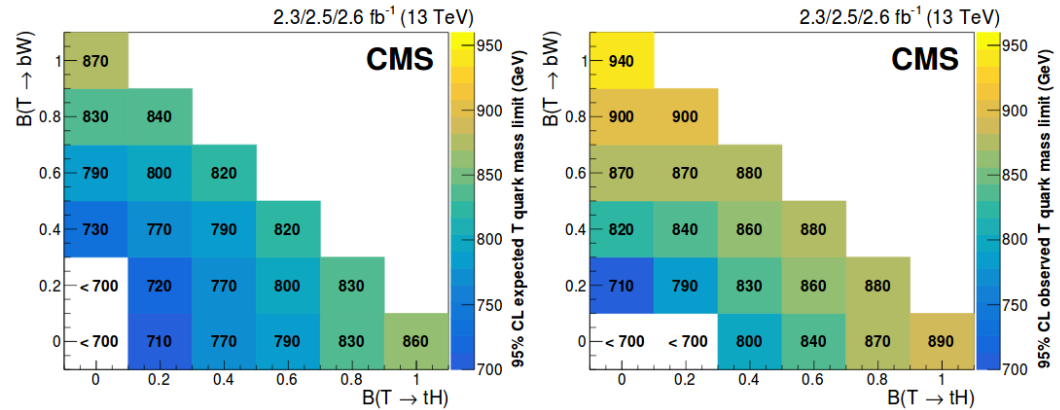 2.3/2.5/2.6 fb⁻¹ (13 TeV)
CMS
B(T → bW)
1
0.8
0.6
0.4
0.2
0
870
830 840
790 800 820
730 770 790 820
< 700 720 770 800 830
< 700 710 770 790 830 860
0 0.2 0.4 0.6 0.8 1
B(T → tH)
950
900
850
800
750
700
95% CL expected T quark mass limit (GeV)
2.3/2.5/2.6 fb⁻¹ (13 TeV)
CMS
B(T → bW)
1
0.8
0.6
0.4
0.2
0
940
900 900
870 870 880
820 840 860 880
710 790 830 860 880
< 700 < 700 800 840 870 890
0 0.2 0.4 0.6 0.8 1
B(T → tH)
950
900
850
800
750
700
95% CL observed T quark mass limit (GeV)